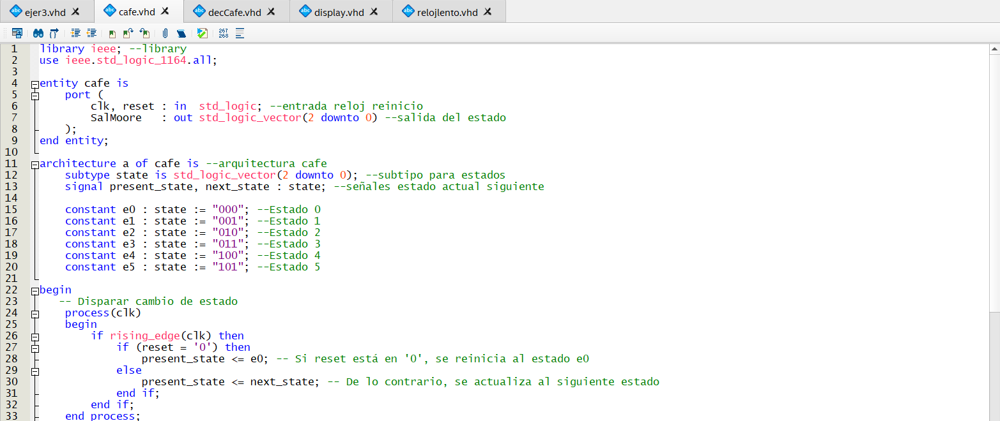 ejer3.vhd cafe.vhd decCafe.vhd display.vhd relojlento.vhd
267
268
1 library ieee; --library
2 use ieee.std_logic_1164.all;
3
4 entity cafe is
5     port (
6         clk, reset : in  std_logic; --entrada reloj reinicio
7         SalMoore   : out std_logic_vector(2 downto 0) --salida del estado
8     );
9 end entity;
10
11 architecture a of cafe is --arquitectura cafe
12     subtype state is std_logic_vector(2 downto 0); --subtipo para estados
13     signal present_state, next_state : state; --señales estado actual siguiente
14
15     constant e0 : state := "000"; --Estado 0
16     constant e1 : state := "001"; --Estado 1
17     constant e2 : state := "010"; --Estado 2
18     constant e3 : state := "011"; --Estado 3
19     constant e4 : state := "100"; --Estado 4
20     constant e5 : state := "101"; --Estado 5
21
22 begin
23    -- Disparar cambio de estado
24     process(clk)
25     begin
26         if rising_edge(clk) then
27             if (reset = '0') then
28                 present_state <= e0; -- Si reset está en '0', se reinicia al estado e0
29             else
30                 present_state <= next_state; -- De lo contrario, se actualiza al siguiente estado
31             end if;
32         end if;
33     end process;